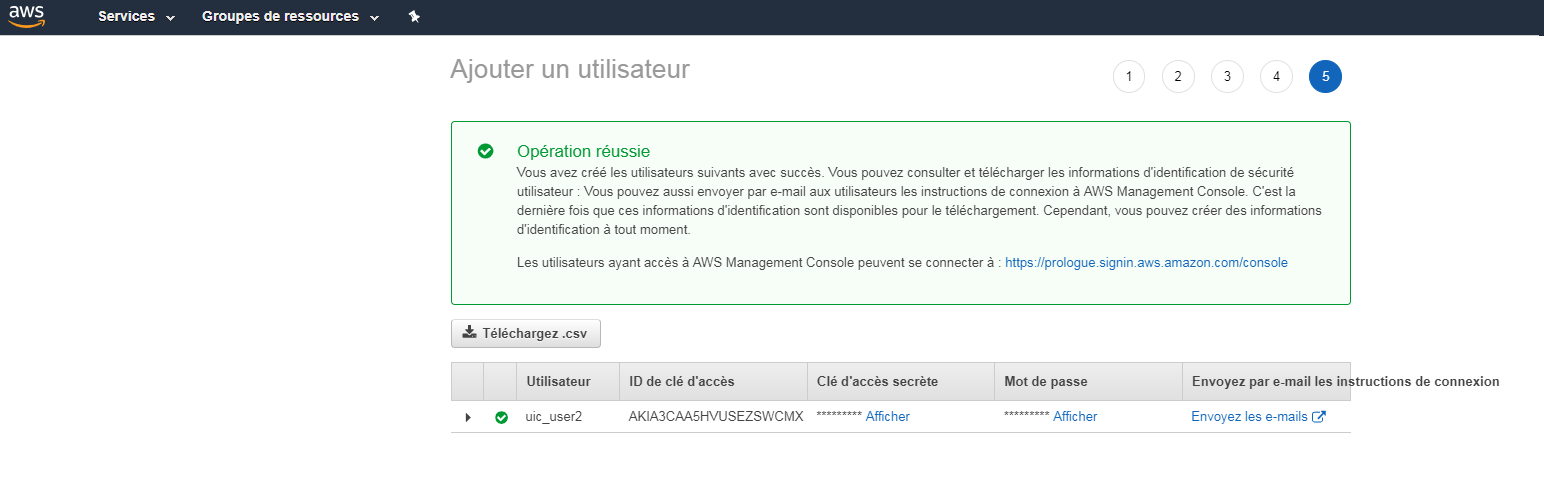 aws Services Groupes de ressources
Ajouter un utilisateur 1 2 3 4 5
Opération réussie
Vous avez créé les utilisateurs suivants avec succès. Vous pouvez consulter et télécharger les informations d'identification de sécurité
utilisateur : Vous pouvez aussi envoyer par e-mail aux utilisateurs les instructions de connexion à AWS Management Console. C'est la
dernière fois que ces informations d'identification sont disponibles pour le téléchargement. Cependant, vous pouvez créer des informations
d'identification à tout moment.
Les utilisateurs ayant accès à AWS Management Console peuvent se connecter à : https://prologue.signin.aws.amazon.com/console
Téléchargez .csv
Utilisateur ID de clé d'accès Clé d'accès secrète Mot de passe Envoyez par e-mail les instructions de connexion
uic_user2 AKIA3CAA5HVUSEZSWCMX ********* Afficher ********* Afficher Envoyez les e-mails